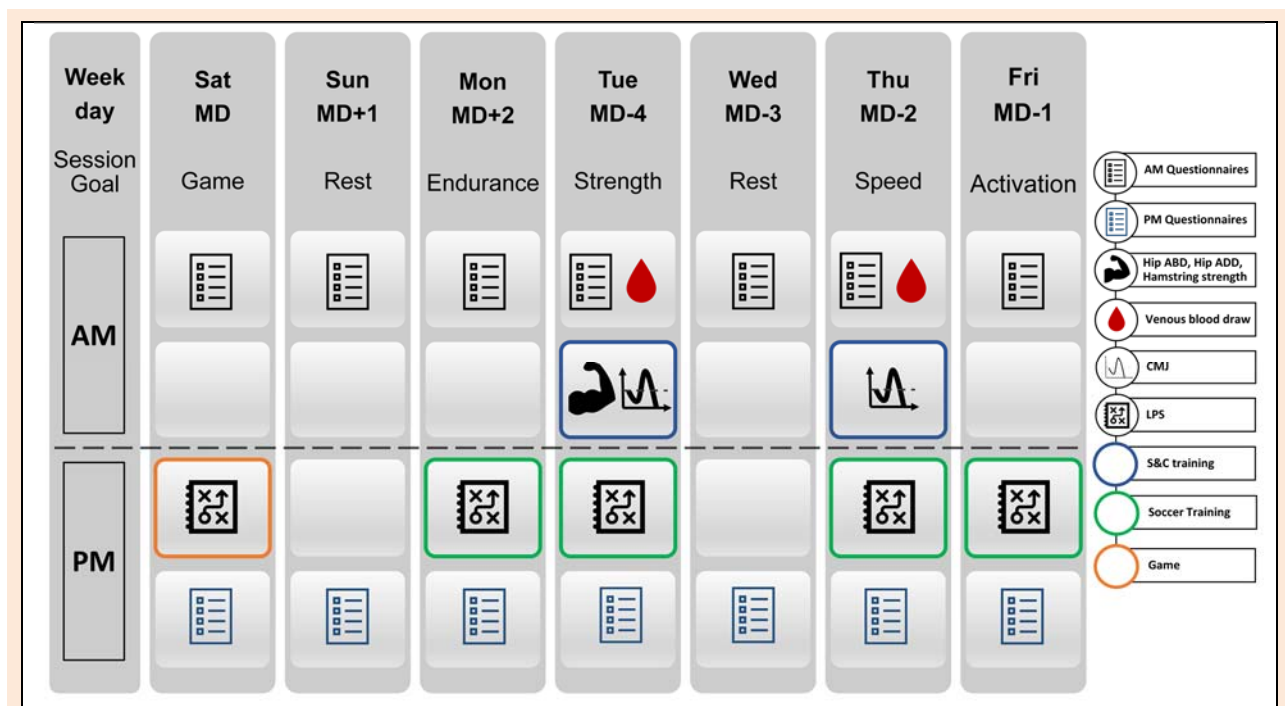 Week day
Session Goal
Sat
MD
Game
Sun
MD+1
Rest
Mon
MD+2
Endurance
Tue
MD-4
Strength
Wed
MD-3
Rest
Thu
MD-2
Speed
Fri
MD-1
Activation
AM
PM
AM Questionnaires
PM Questionnaires
Hip ABD, Hip ADD,
Hamstring strength
Venous blood draw
CMJ
LPS
S&C training
Soccer Training
Game